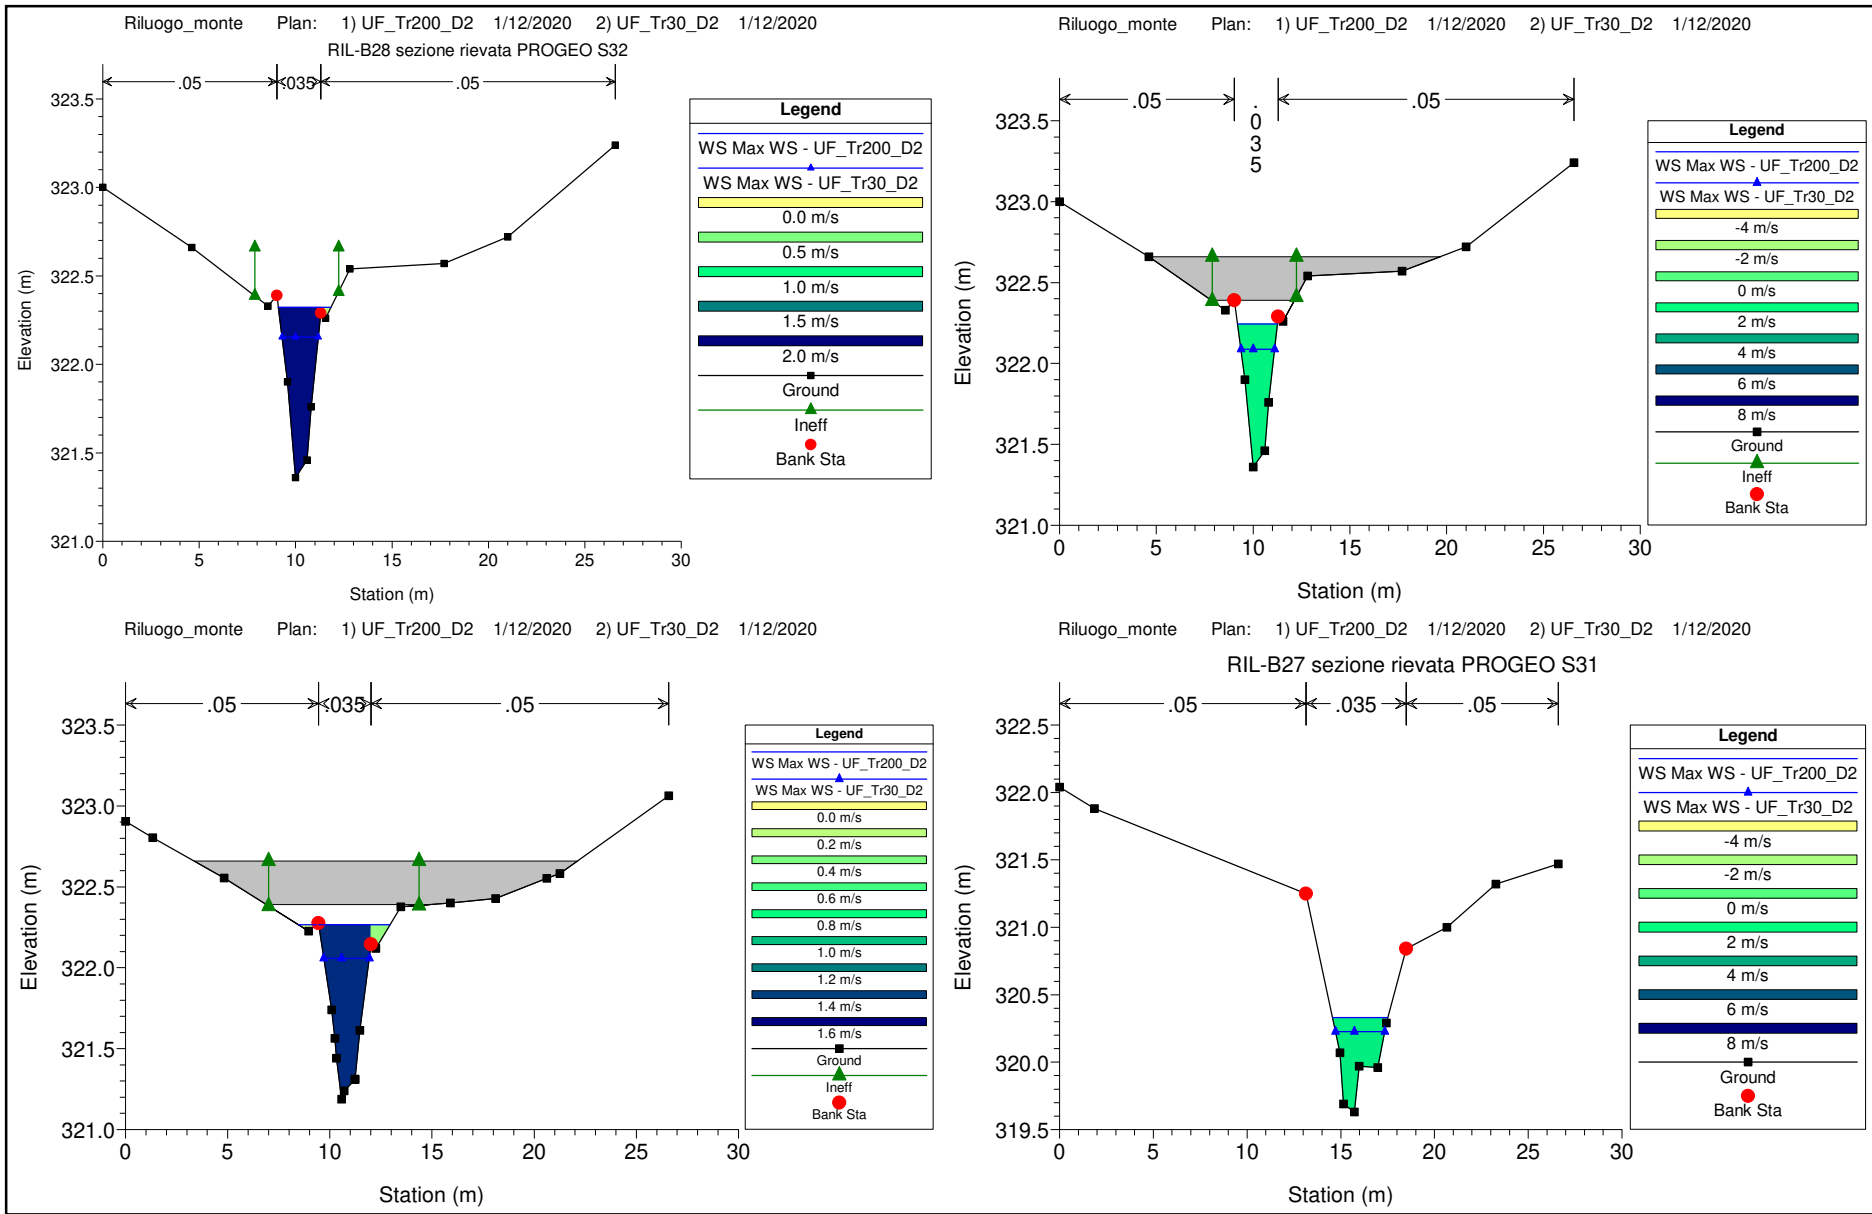 Riluogo_monte Plan: 1) UF_Tr200_D2 1/12/2020 2) UF_Tr30_D2 1/12/2020
RIL-B28 sezione rievata PROGEO S32
.05 .035 .05
323.5
323.0
322.5
322.0
321.5
321.0
0 5 10 15 20 25 30
Elevation (m)
Station (m)
Legend
WS Max WS - UF_Tr200_D2
WS Max WS - UF_Tr30_D2
0.0 m/s
0.5 m/s
1.0 m/s
1.5 m/s
2.0 m/s
Ground
Ineff
Bank Sta
Riluogo_monte Plan: 1) UF_Tr200_D2 1/12/2020 2) UF_Tr30_D2 1/12/2020
.05 .035 .05
323.5
323.0
322.5
322.0
321.5
321.0
0 5 10 15 20 25 30
Elevation (m)
Station (m)
Legend
WS Max WS - UF_Tr200_D2
WS Max WS - UF_Tr30_D2
-4 m/s
-2 m/s
0 m/s
2 m/s
4 m/s
6 m/s
8 m/s
Ground
Ineff
Bank Sta
Riluogo_monte Plan: 1) UF_Tr200_D2 1/12/2020 2) UF_Tr30_D2 1/12/2020
.05 .035 .05
323.5
323.0
322.5
322.0
321.5
321.0
0 5 10 15 20 25 30
Elevation (m)
Station (m)
Legend
WS Max WS - UF_Tr200_D2
WS Max WS - UF_Tr30_D2
0.0 m/s
0.2 m/s
0.4 m/s
0.6 m/s
0.8 m/s
1.0 m/s
1.2 m/s
1.4 m/s
1.6 m/s
Ground
Ineff
Bank Sta
Riluogo_monte Plan: 1) UF_Tr200_D2 1/12/2020 2) UF_Tr30_D2 1/12/2020
RIL-B27 sezione rievata PROGEO S31
.05 .035 .05
322.5
322.0
321.5
321.0
320.5
320.0
319.5
0 5 10 15 20 25 30
Elevation (m)
Station (m)
Legend
WS Max WS - UF_Tr200_D2
WS Max WS - UF_Tr30_D2
-4 m/s
-2 m/s
0 m/s
2 m/s
4 m/s
6 m/s
8 m/s
Ground
Bank Sta